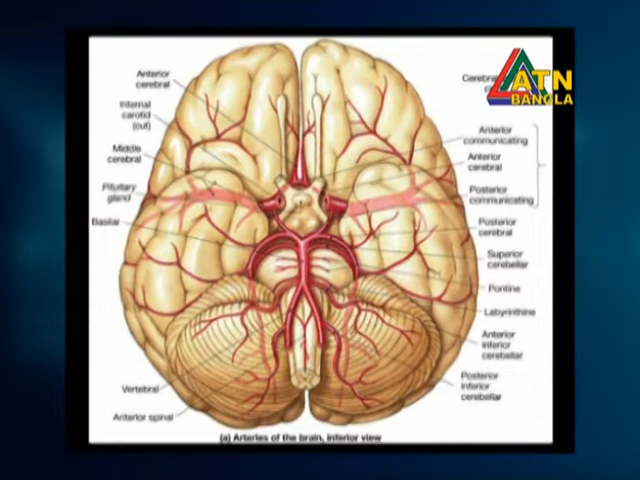 Anterior
cerebral
Internal
carotid
(cut)
Middle
cerebral
Pituitary
gland
Basilar
Vertebral
Anterior spinal
Cerebral
ATN
BANGLA
Anterior
communicating
Anterior
cerebral
Posterior
communicating
Posterior
cerebral
Superior
cerebellar
Pontine
Labyrinthine
Anterior
inferior
cerebellar
Posterior
inferior
cerebellar
(a) Arteries of the brain, inferior view